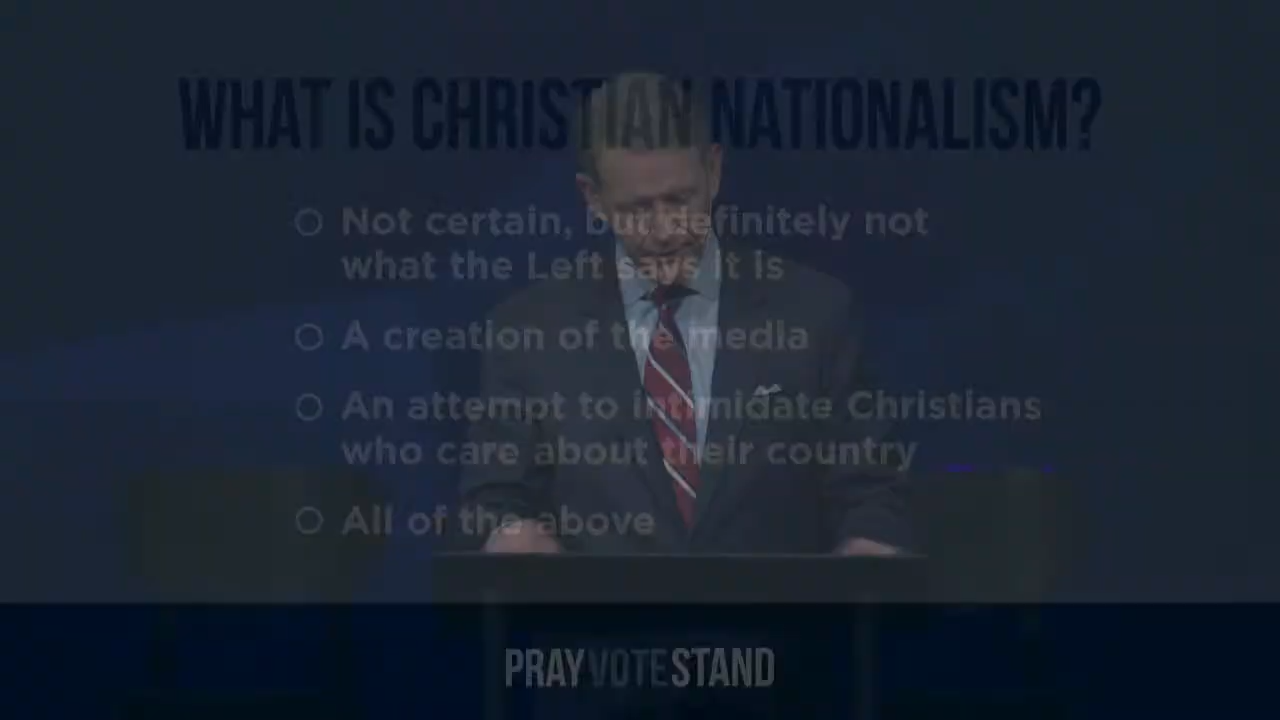 WHAT IS CHRISTIAN NATIONALISM?
Not certain, but definitely not
what the Left says it is
A creation of the media
An attempt to intimidate Christians
who care about their country
All of the above
PRAYVOTESTAND